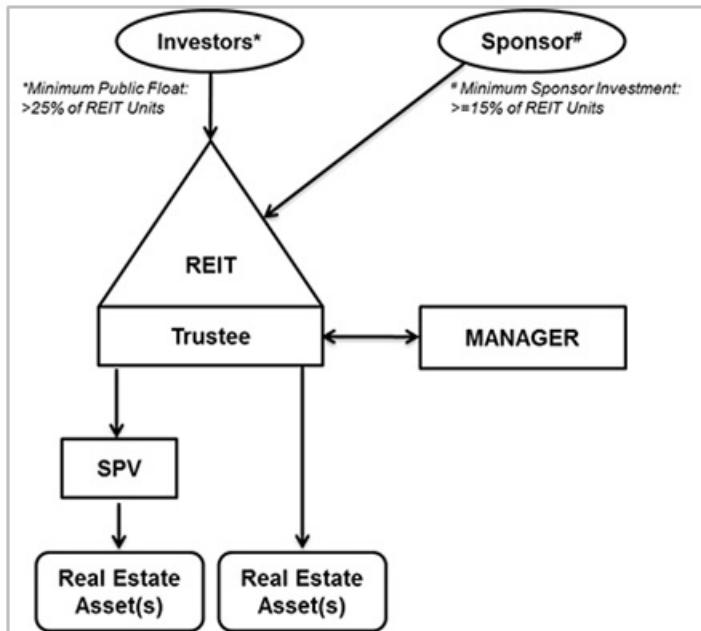 Investors*
Sponsor#
*Minimum Public Float:
>25% of REIT Units
# Minimum Sponsor Investment:
>=15% of REIT Units
REIT
Trustee
MANAGER
SPV
Real Estate
Asset(s)
Real Estate
Asset(s)